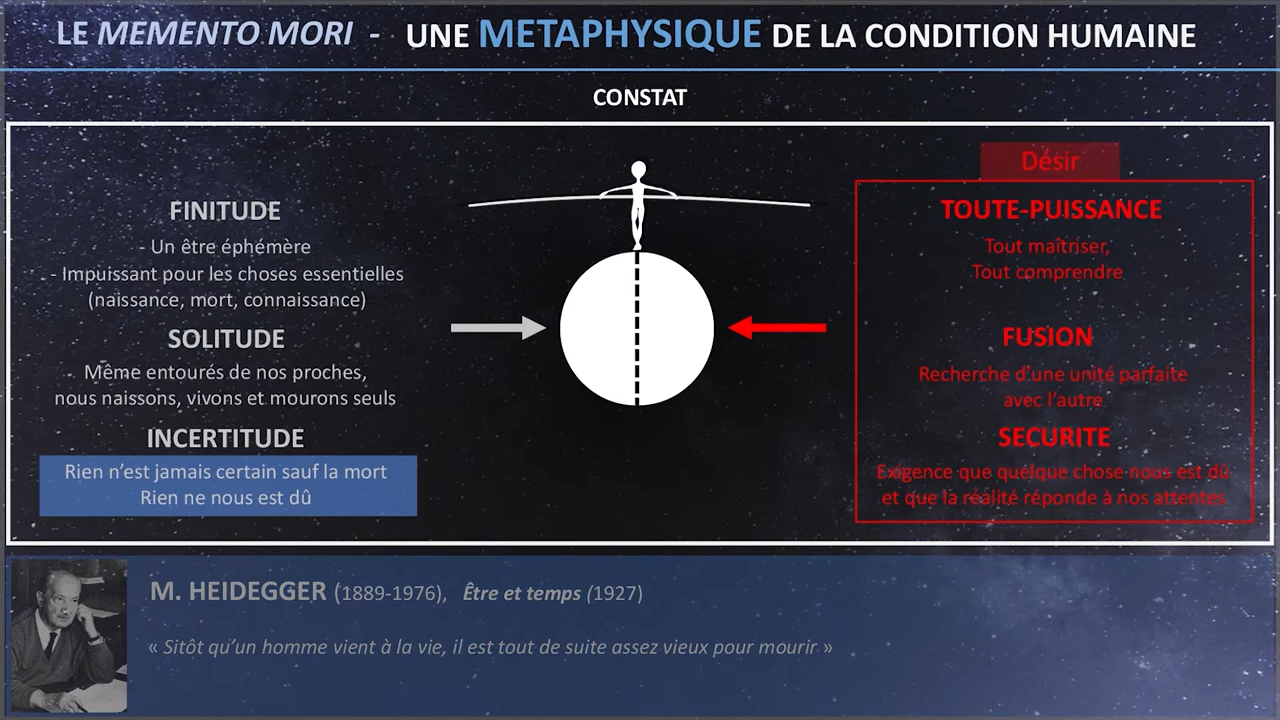 LE MEMENTO MORI - UNE METAPHYSIQUE DE LA CONDITION HUMAINE
CONSTAT
FINITUDE
- Un être éphémère
- Impuissant pour les choses essentielles
(naissance, mort, connaissance)
SOLITUDE
Même entourés de nos proches,
nous naissons, vivons et mourons seuls
INCERTITUDE
Rien n'est jamais certain sauf la mort
Rien ne nous est dû
Désir
TOUTE-PUISSANCE
Tout maîtriser,
Tout comprendre
FUSION
Recherche d'une unité parfaite
avec l'autre
SECURITE
Exigence que quelque chose nous est dû
et que la réalité réponde à nos attentes
M. HEIDEGGER (1889-1976), Être et temps (1927)
« Sitôt qu'un homme vient à la vie, il est tout de suite assez vieux pour mourir »